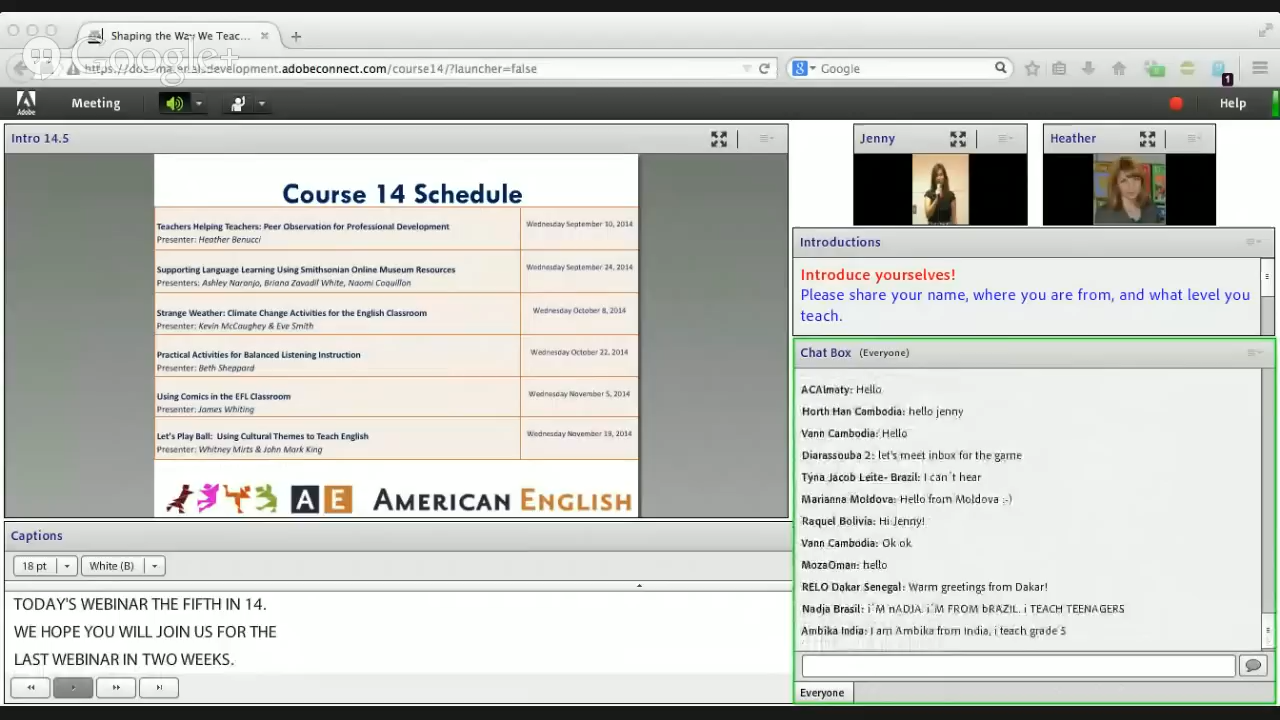 Shaping the Way We Teac...
Google+
adobeconnect.com/course14/?launcher=false
Google
1
Adobe
Meeting
Help
Intro 14.5
Course 14 Schedule
Teachers Helping Teachers: Peer Observation for Professional Development
Presenter: Heather Benucci
Wednesday September 10, 2014
Supporting Language Learning Using Smithsonian Online Museum Resources
Presenters: Ashley Naranjo, Briana Zavadil White, Naomi Coquillon
Wednesday September 24, 2014
Strange Weather: Climate Change Activities for the English Classroom
Presenter: Kevin McCaughey & Eve Smith
Wednesday October 8, 2014
Practical Activities for Balanced Listening Instruction
Presenter: Beth Sheppard
Wednesday October 22, 2014
Using Comics in the EFL Classroom
Presenter: James Whiting
Wednesday November 5, 2014
Let's Play Ball: Using Cultural Themes to Teach English
Presenter: Whitney Mirts & John Mark King
Wednesday November 19, 2014
AE AMERICAN ENGLISH
Captions
18 pt
White (B)
TODAY'S WEBINAR THE FIFTH IN 14.
WE HOPE YOU WILL JOIN US FOR THE
LAST WEBINAR IN TWO WEEKS.
Jenny
Heather
Introductions
Introduce yourselves!
Please share your name, where you are from, and what level you
teach.
Chat Box (Everyone)
ACAlmaty: Hello
Horth Han Cambodia: hello jenny
Vann Cambodia: Hello
Diarassouba 2: let's meet inbox for the game
Tyna Jacob Leite- Brazil: I can´t hear
Marianna Moldova: Hello from Moldova :-)
Raquel Bolivia: Hi Jenny!
Vann Cambodia: Ok ok
MozaOman: hello
RELO Dakar Senegal: Warm greetings from Dakar!
Nadja Brasil: i´M nADJA. i´M FROM bRAZIL. i TEACH TEENAGERS
Ambika India: I am Ambika from India, i teach grade 5
Everyone